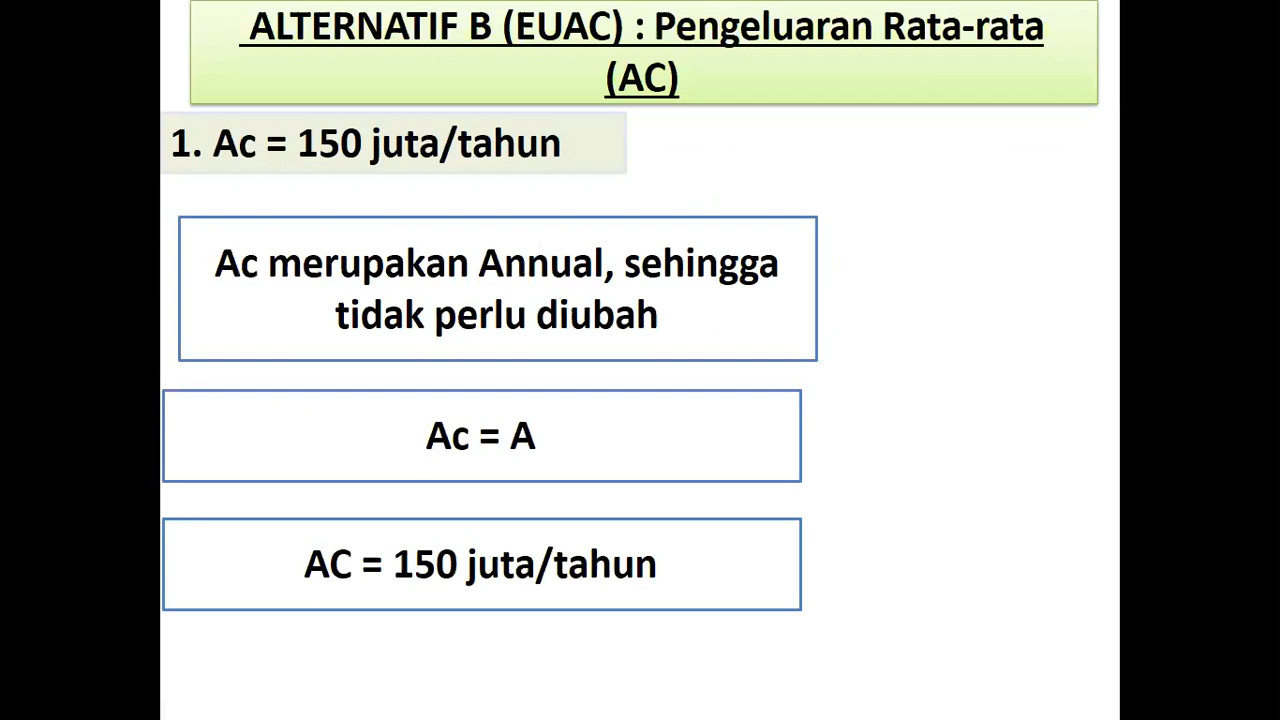 ALTERNATIF B (EUAC) : Pengeluaran Rata-rata
(AC)
1. Ac = 150 juta/tahun
Ac merupakan Annual, sehingga
tidak perlu diubah
Ac = A
AC = 150 juta/tahun